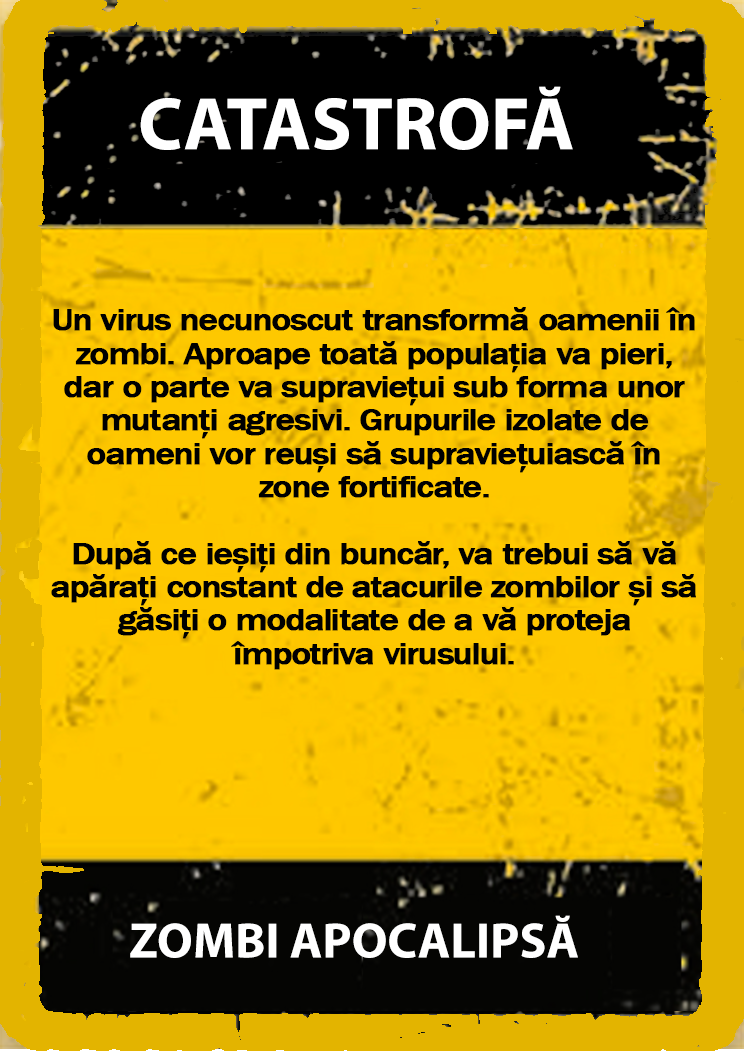 CATASTROFĂ
Un virus necunoscut transformă oamenii în
zombi. Aproape toată populația va pieri,
dar o parte va supraviețui sub forma unor
mutanți agresivi. Grupurile izolate de
oameni vor reuși să supraviețuiască în
zone fortificate.
După ce ieșiți din buncăr, va trebui să vă
apărați constant de atacurile zombilor și să
găsiți o modalitate de a vă proteja
împotriva virusului.
ZOMBI APOCALIPSĂ